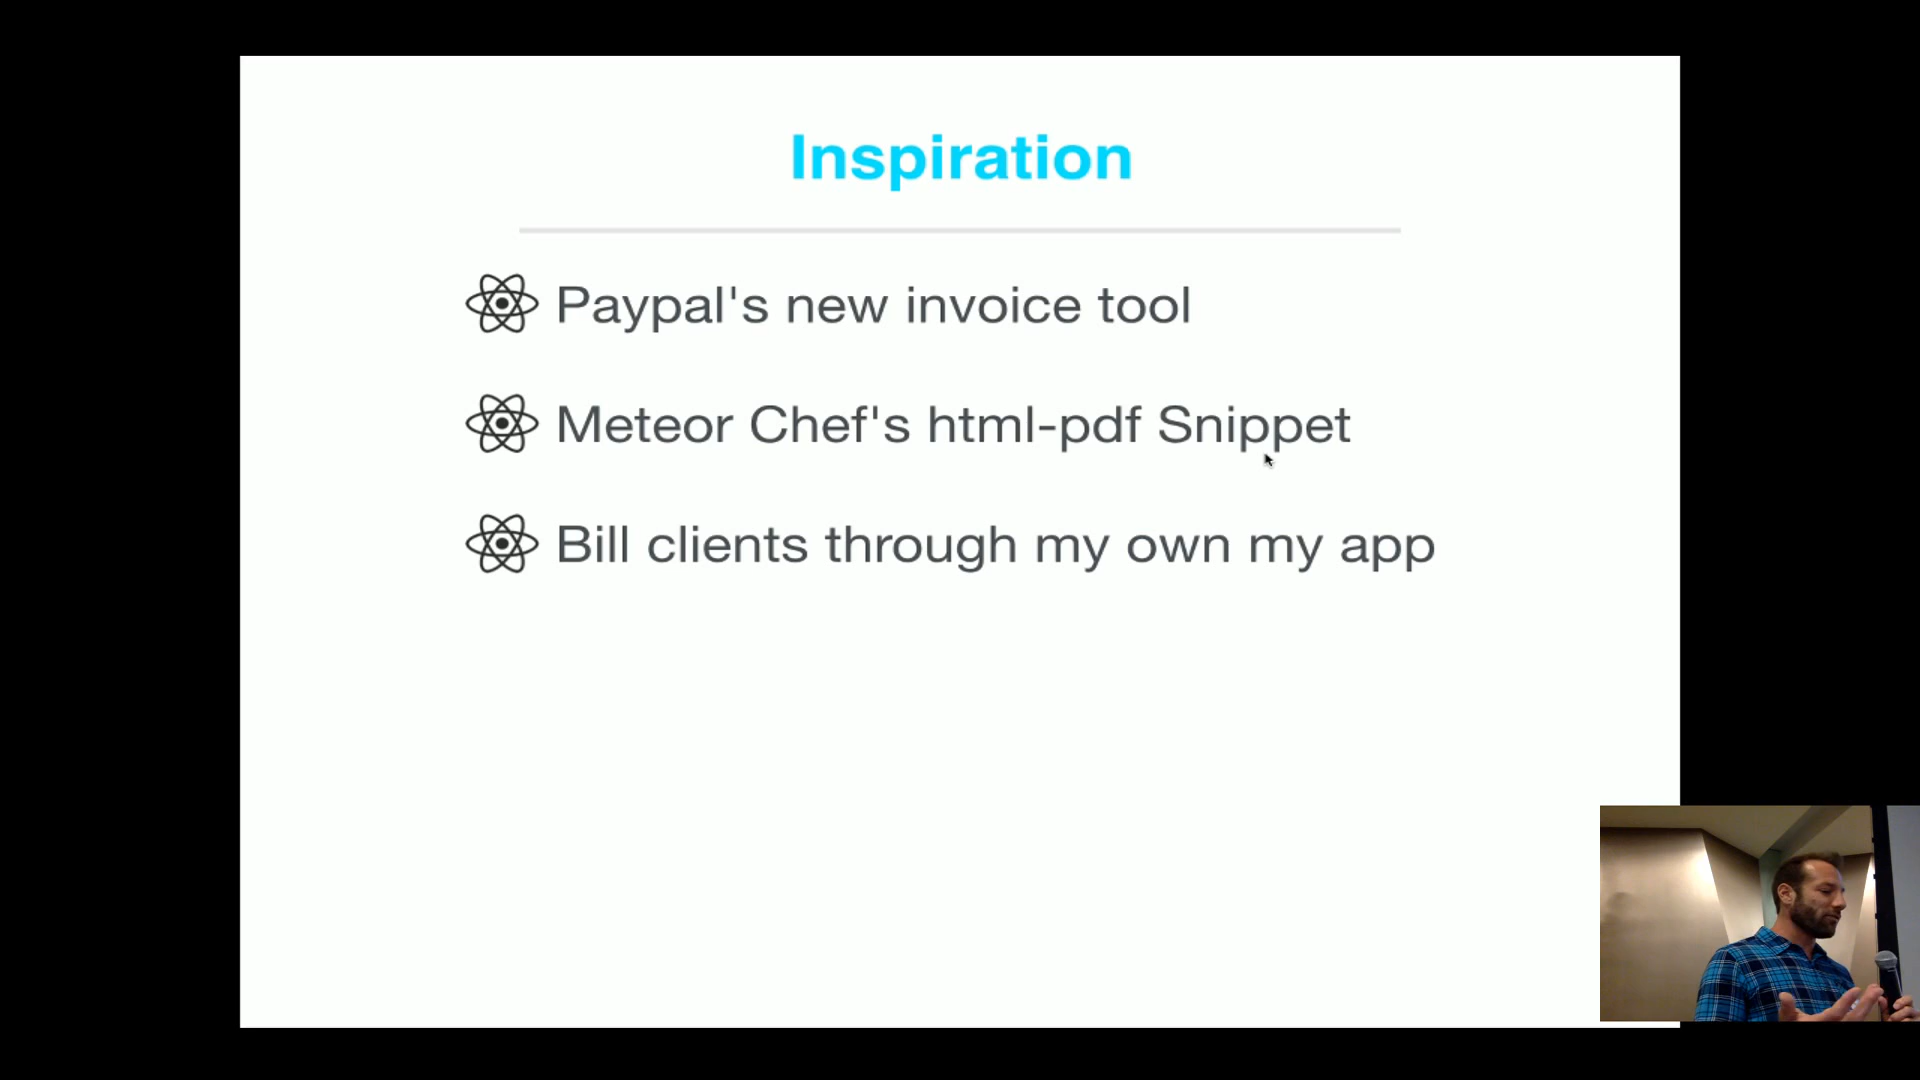 Inspiration
Paypal's new invoice tool
Meteor Chef's html-pdf Snippet
Bill clients through my own my app